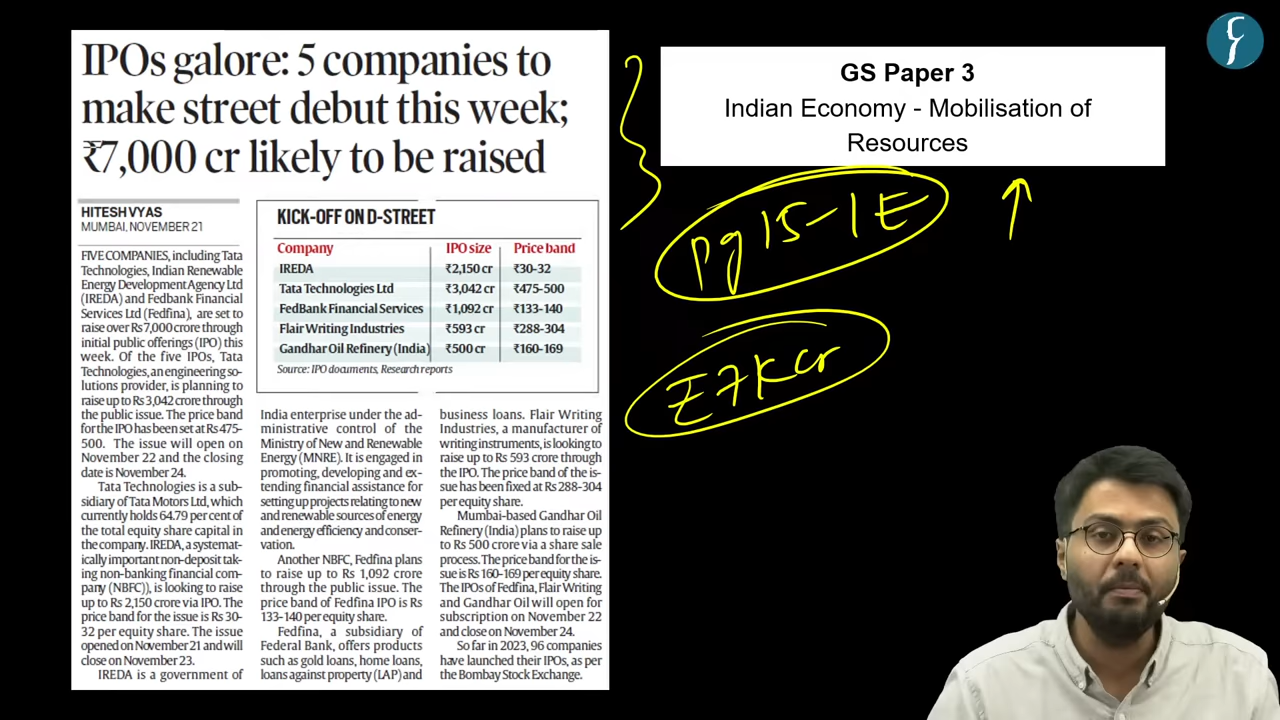 IPOs galore: 5 companies to
make street debut this week;
₹7,000 cr likely to be raised
HITESH VYAS
MUMBAI, NOVEMBER 21
FIVE COMPANIES, including Tata
Technologies, Indian Renewable
Energy Development Agency Ltd
(IREDA) and Fedbank Financial
Services Ltd (Fedfina), are set to
raise over Rs 7,000 crore through
initial public offerings (IPO) this
week. Of the five IPOs, Tata
Technologies, an engineering so-
lutions provider, is planning to
raise up to Rs 3,042 crore through
the public issue. The price band
for the IPO has been set at Rs 475-
500. The issue will open on
November 22 and the closing
date is November 24.
Tata Technologies is a sub-
sidiary of Tata Motors Ltd, which
currently holds 64.79 per cent of
the total equity share capital in
the company. IREDA, a systemat-
ically important non-deposit tak-
ing non-banking financial com-
pany (NBFC)), is looking to raise
up to Rs 2,150 crore via IPO. The
price band for the issue is Rs 30-
32 per equity share. The issue
opened on November 21 and will
close on November 23.
IREDA is a government of
KICK-OFF ON D-STREET
Company IPO size Price band
IREDA ₹2,150 cr ₹30-32
Tata Technologies Ltd ₹3,042 cr ₹475-500
FedBank Financial Services ₹1,092 cr ₹133-140
Flair Writing Industries ₹593 cr ₹288-304
Gandhar Oil Refinery (India) ₹500 cr ₹160-169
Source: IPO documents, Research reports
India enterprise under the ad-
ministrative control of the
Ministry of New and Renewable
Energy (MNRE). It is engaged in
promoting, developing and ex-
tending financial assistance for
setting up projects relating to new
and renewable sources of energy
and energy efficiency and conser-
vation.
Another NBFC, Fedfina plans
to raise up to Rs 1,092 crore
through the public issue. The
price band of Fedfina IPO is Rs
133-140 per equity share.
Fedfina, a subsidiary of
Federal Bank, offers products
such as gold loans, home loans,
loans against property (LAP) and
business loans. Flair Writing
Industries, a manufacturer of
writing instruments, is looking to
raise up to Rs 593 crore through
the IPO. The price band of the is-
sue has been fixed at Rs 288-304
per equity share.
Mumbai-based Gandhar Oil
Refinery (India) plans to raise up
to Rs 500 crore via a share sale
process. The price band for the is-
sue is Rs 160-169 per equity share.
The IPOs of Fedfina, Flair Writing
and Gandhar Oil will open for
subscription on November 22
and close on November 24.
So far in 2023, 96 companies
have launched their IPOs, as per
the Bombay Stock Exchange.
GS Paper 3
Indian Economy - Mobilisation of
Resources
Pg 15-IE
₹7K cr